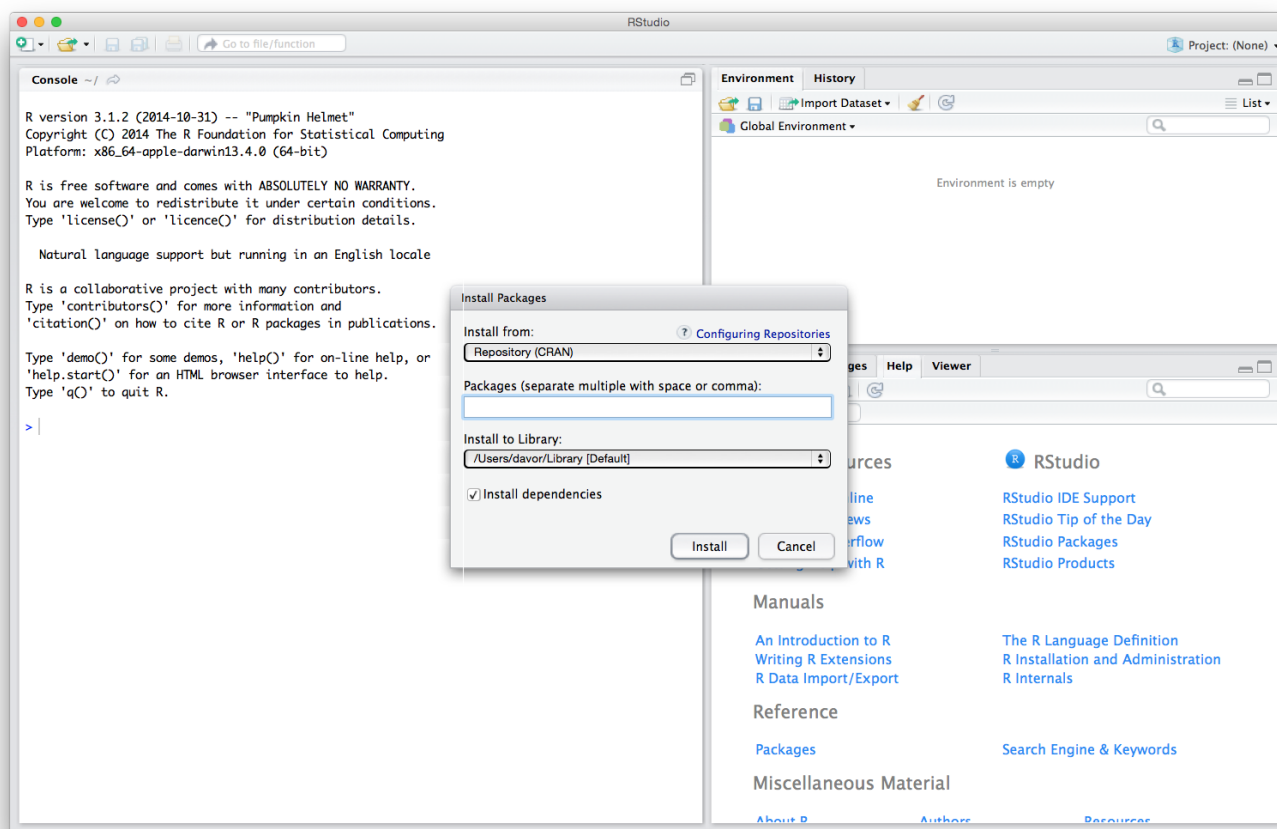 RStudio
Go to file/function
Project: (None)
Console ~/
R version 3.1.2 (2014-10-31) -- "Pumpkin Helmet"
Copyright (C) 2014 The R Foundation for Statistical Computing
Platform: x86_64-apple-darwin13.4.0 (64-bit)
R is free software and comes with ABSOLUTELY NO WARRANTY.
You are welcome to redistribute it under certain conditions.
Type 'license()' or 'licence()' for distribution details.
Natural language support but running in an English locale
R is a collaborative project with many contributors.
Type 'contributors()' for more information and
'citation()' on how to cite R or R packages in publications.
Type 'demo()' for some demos, 'help()' for on-line help, or
'help.start()' for an HTML browser interface to help.
Type 'q()' to quit R.
>
Environment History
Import Dataset
List
Global Environment
Environment is empty
Install Packages
Install from:
? Configuring Repositories
Repository (CRAN)
Packages (separate multiple with space or comma):
Install to Library:
/Users/davor/Library [Default]
Install dependencies
Install Cancel
ges Help Viewer
urces R RStudio
line RStudio IDE Support
ews RStudio Tip of the Day
erflow RStudio Packages
with R RStudio Products
Manuals
An Introduction to R The R Language Definition
Writing R Extensions R Installation and Administration
R Data Import/Export R Internals
Reference
Packages Search Engine & Keywords
Miscellaneous Material
About R Authors Resources